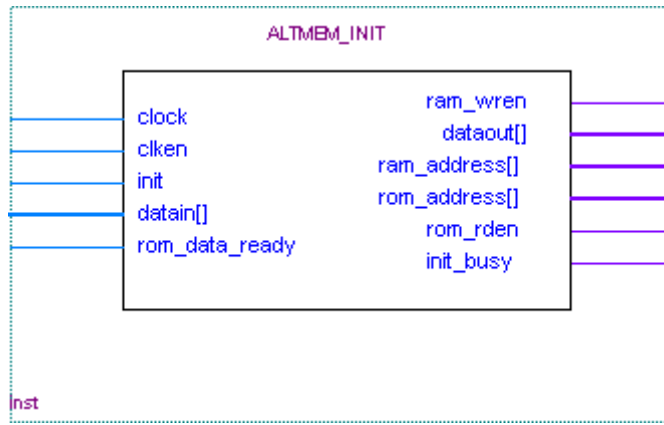 ALTMEM_INIT
clock
clken
init
datain[]
rom_data_ready
ram_wren
dataout[]
ram_address[]
rom_address[]
rom_rden
init_busy
inst